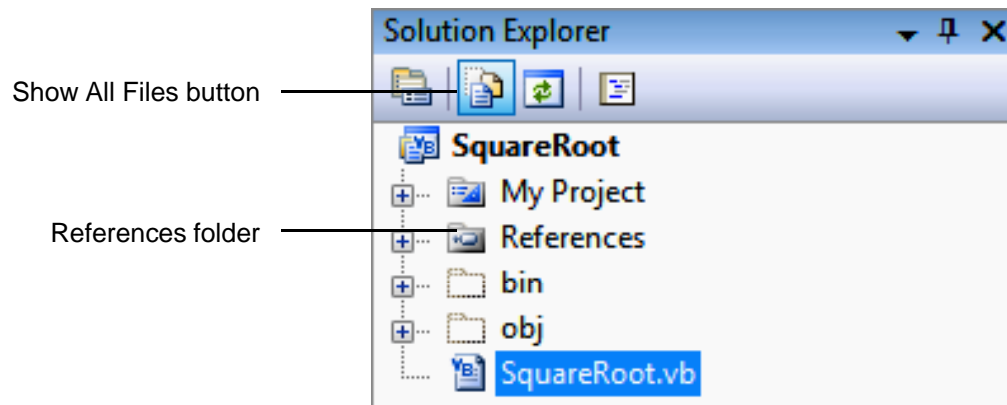 Solution Explorer
Show All Files button
SquareRoot
My Project
References folder
References
bin
obj
SquareRoot.vb